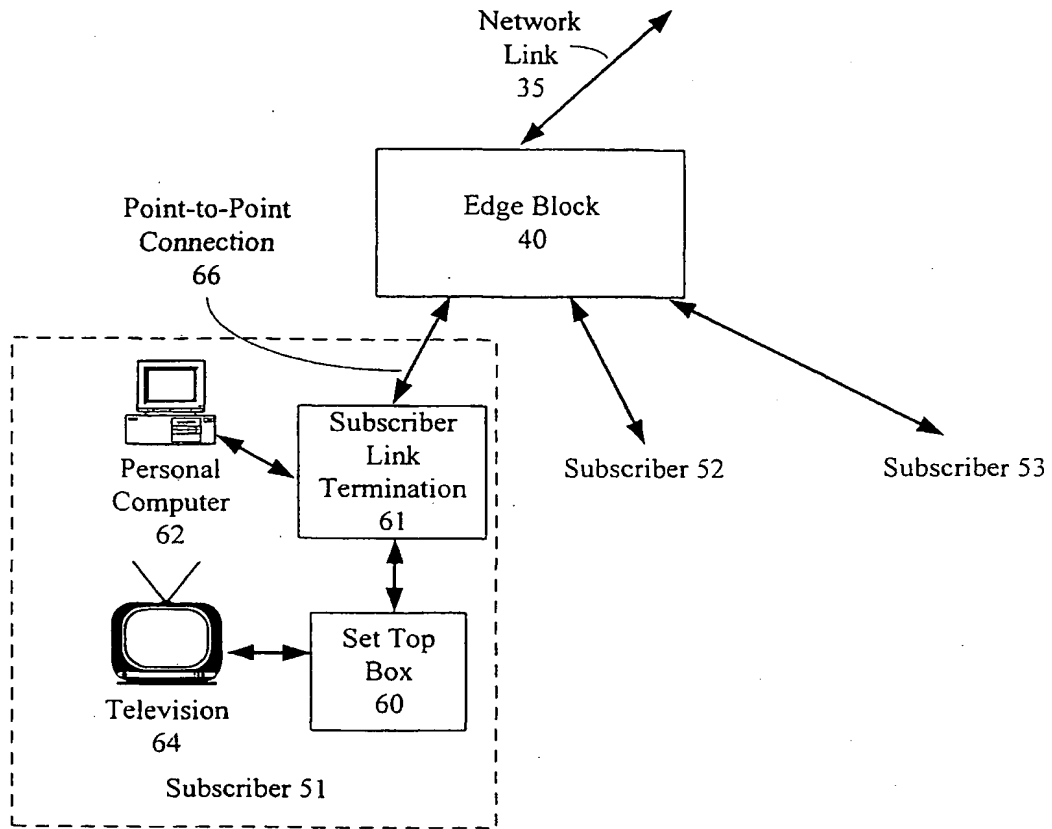 Network
Link
35
Edge Block
40
Point-to-Point
Connection
66
Subscriber
Link
Termination
61
Personal
Computer
62
Subscriber 52
Subscriber 53
Set Top
Box
60
Television
64
Subscriber 51